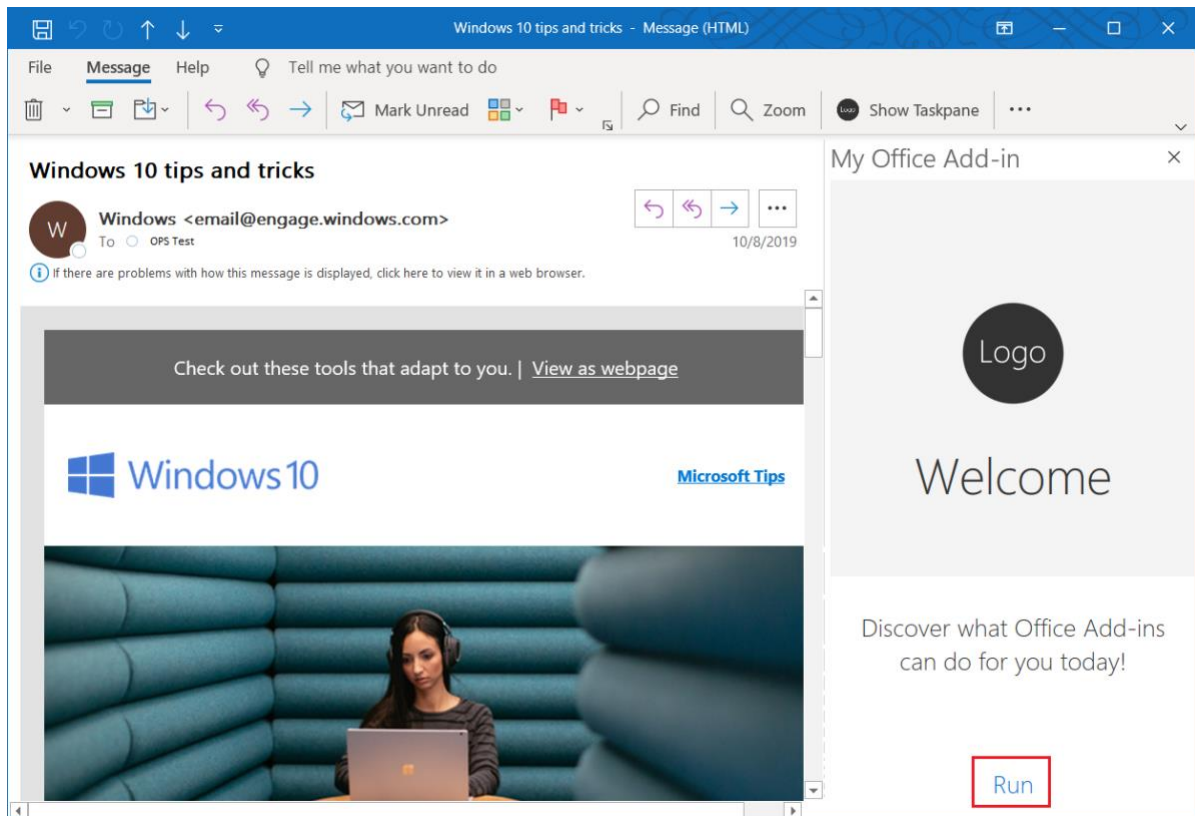 Windows 10 tips and tricks - Message (HTML)
File Message Help Tell me what you want to do
Mark Unread Find Zoom Logo Show Taskpane
Windows 10 tips and tricks
W
Windows <email@engage.windows.com>
To OPS Test
10/8/2019
If there are problems with how this message is displayed, click here to view it in a web browser.
Check out these tools that adapt to you. | View as webpage
Windows 10
Microsoft Tips
My Office Add-in
Logo
Welcome
Discover what Office Add-ins
can do for you today!
Run